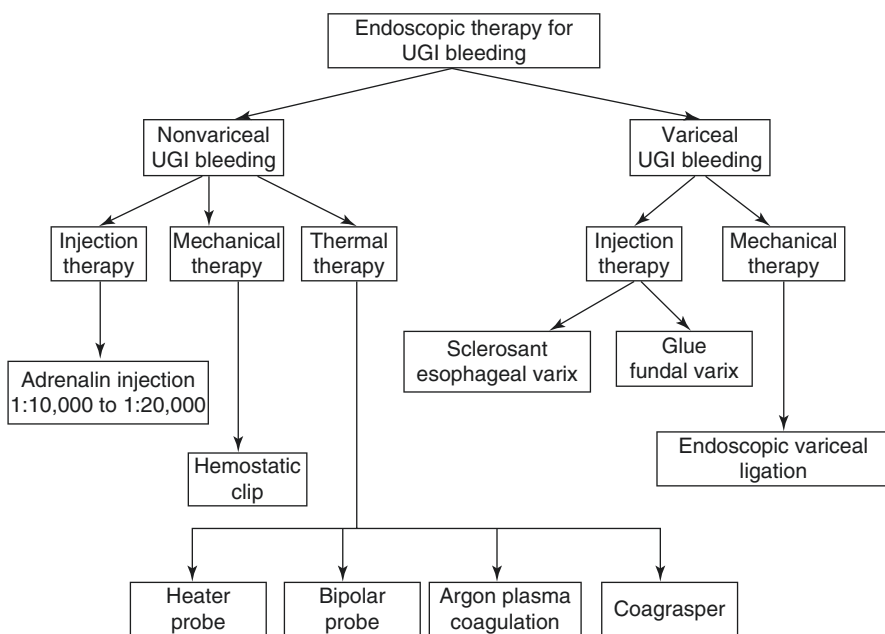 Endoscopic therapy for
UGI bleeding
Nonvariceal
UGI bleeding
Variceal
UGI bleeding
Injection
therapy
Mechanical
therapy
Thermal
therapy
Injection
therapy
Mechanical
therapy
Adrenalin injection
1:10,000 to 1:20,000
Hemostatic
clip
Sclerosant
esophageal varix
Glue
fundal varix
Endoscopic variceal
ligation
Heater
probe
Bipolar
probe
Argon plasma
coagulation
Coagrasper